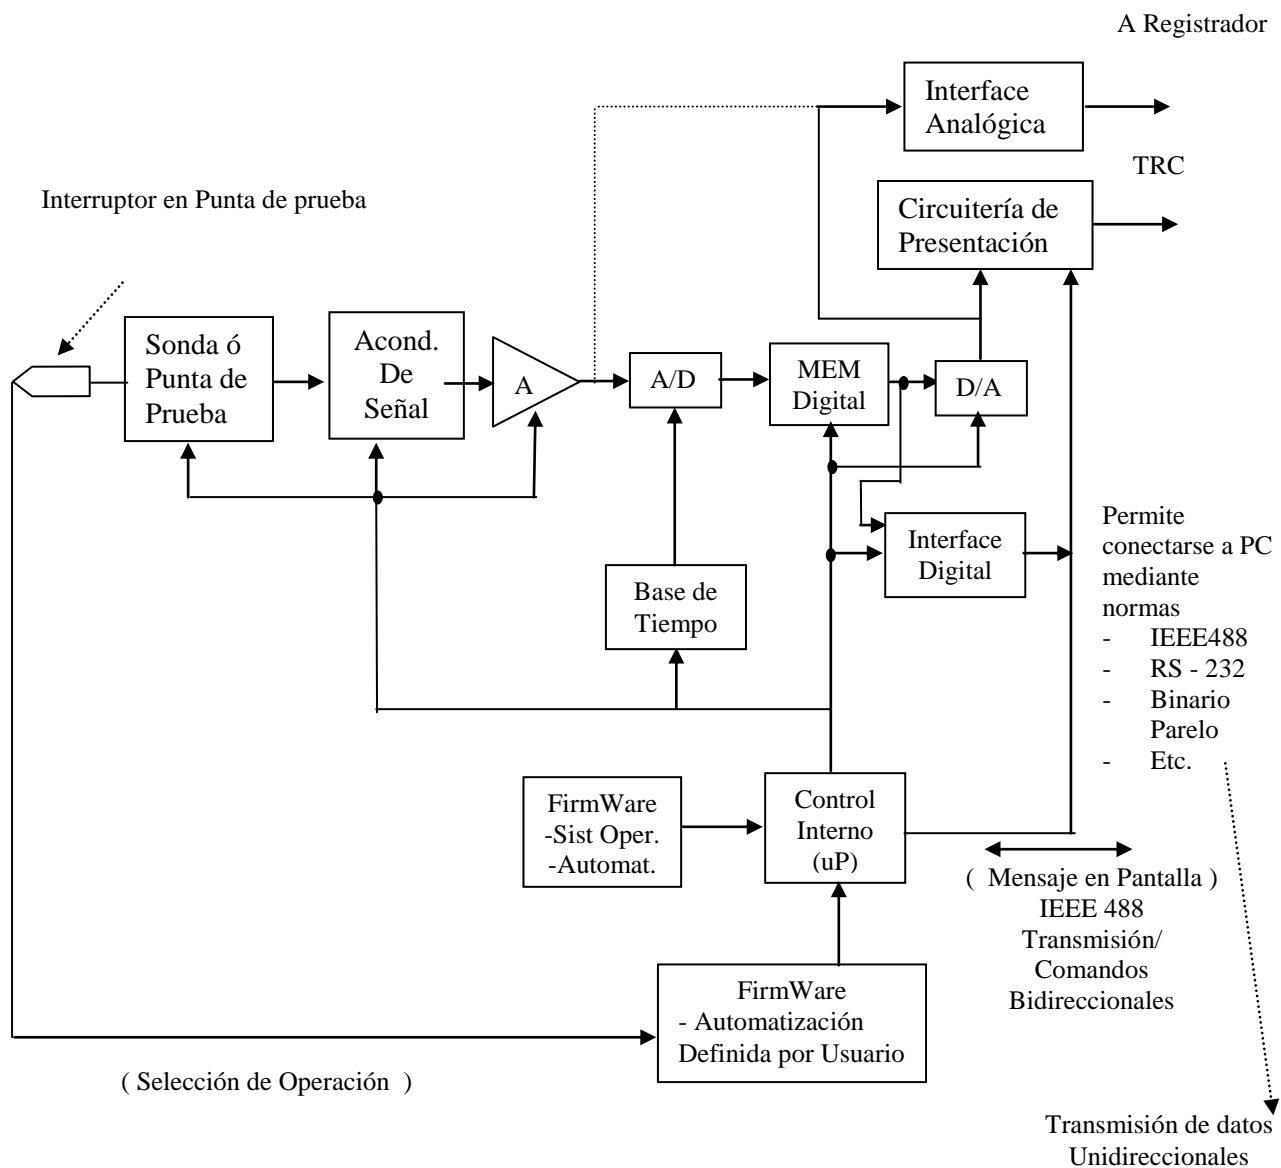 A Registrador
Interface
Analógica
TRC
Interruptor en Punta de prueba
Circuitería de
Presentación
Sonda ó
Punta de
Prueba
Acond.
De
Señal
A
A/D
MEM
Digital
D/A
Interface
Digital
Permite
conectarse a PC
mediante
normas
- IEEE488
- RS - 232
- Binario
Parelo
- Etc.
Base de
Tiempo
FirmWare
-Sist Oper.
-Automat.
Control
Interno
(uP)
( Mensaje en Pantalla )
IEEE 488
Transmisión/
Comandos
Bidireccionales
FirmWare
- Automatización
Definida por Usuario
( Selección de Operación )
Transmisión de datos
Unidireccionales